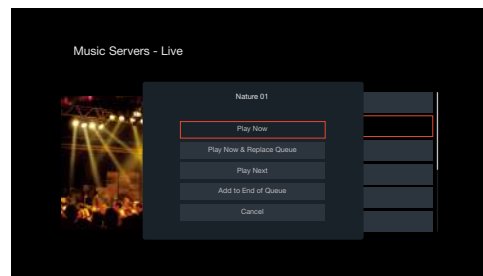 Music Servers - Live
Nature 01
Play Now
Play Now & Replace Queue
Play Next
Add to End of Queue
Cancel